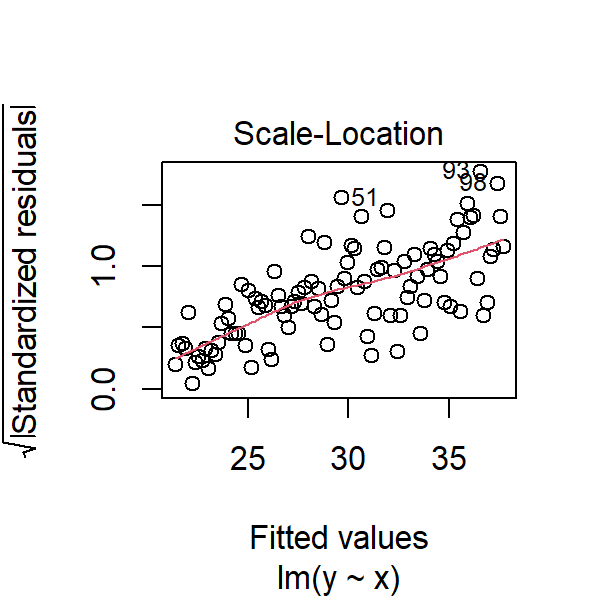 Scale-Location
√|Standardized residuals|
0.0
1.0
51
93
98
25 30 35
Fitted values
lm(y ~ x)